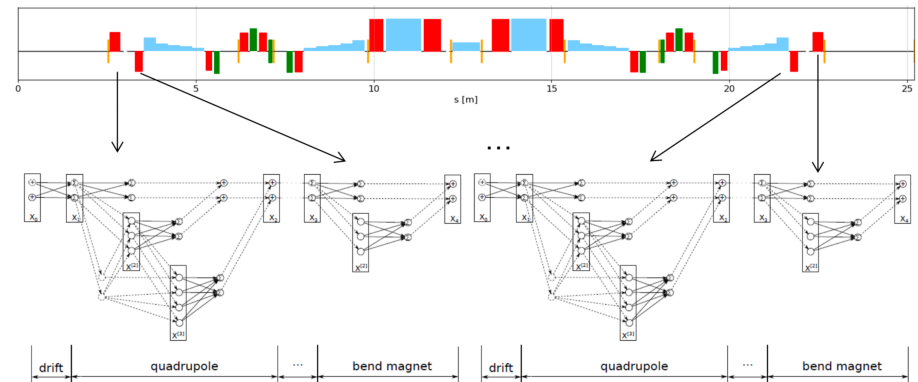 0 5 10 15 20 25
s [m]
...
X₀ X₁ X₂ X₃ X₄ X₀ X₂ X₃ X₄
X⁽²⁾ X⁽²⁾ X⁽²⁾ X⁽²⁾
X⁽³⁾ X⁽³⁾
drift quadrupole ... bend magnet drift quadrupole ... bend magnet